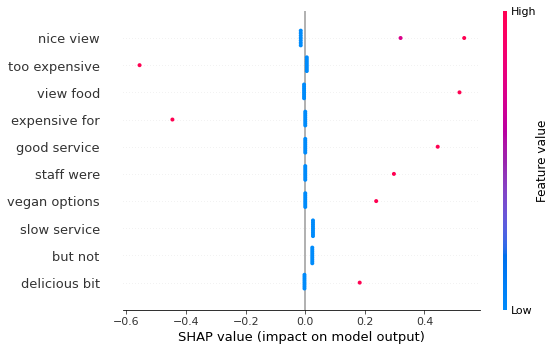 High
nice view
too expensive
view food
expensive for
good service
staff were
vegan options
slow service
but not
delicious bit
Feature value
Low
−0.6 −0.4 −0.2 0.0 0.2 0.4
SHAP value (impact on model output)